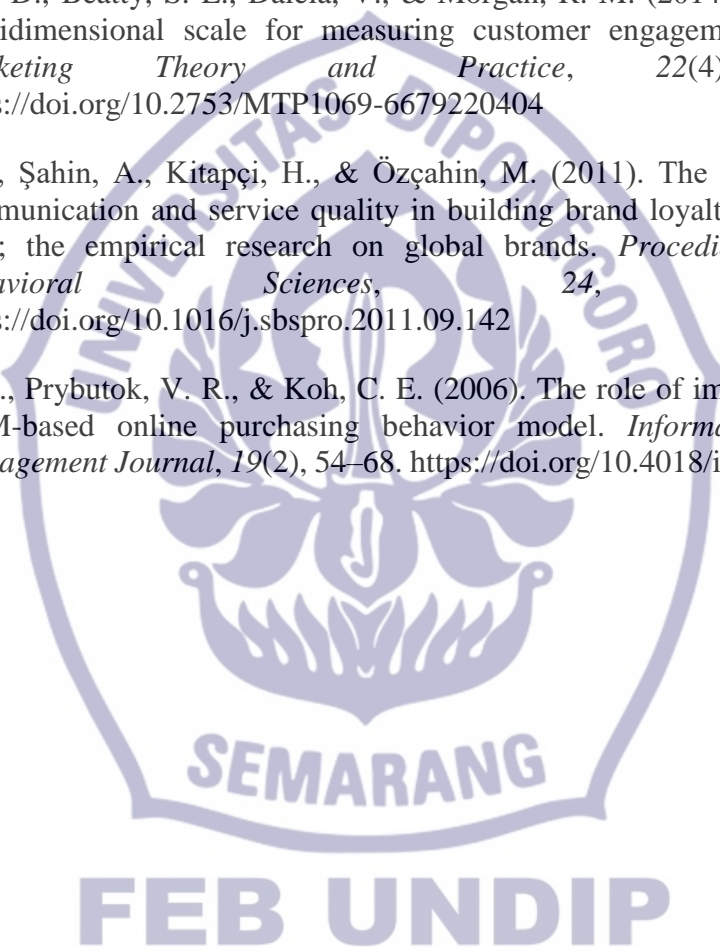 D., Beatty, S. E., Dalela, V., & Morgan, R. M. (2014
idimensional scale for measuring customer engagem
keting Theory and Practice, 22(4)
s://doi.org/10.2753/MTP1069-6679220404
, Şahin, A., Kitapçi, H., & Özçahin, M. (2011). The
munication and service quality in building brand loyalt
; the empirical research on global brands. Procedi
avioral Sciences, 24,
s://doi.org/10.1016/j.sbspro.2011.09.142
., Prybutok, V. R., & Koh, C. E. (2006). The role of im
M-based online purchasing behavior model. Informa
agement Journal, 19(2), 54–68. https://doi.org/10.4018/i
UNIVERSITAS DIPONEGORO
SEMARANG
FEB UNDIP